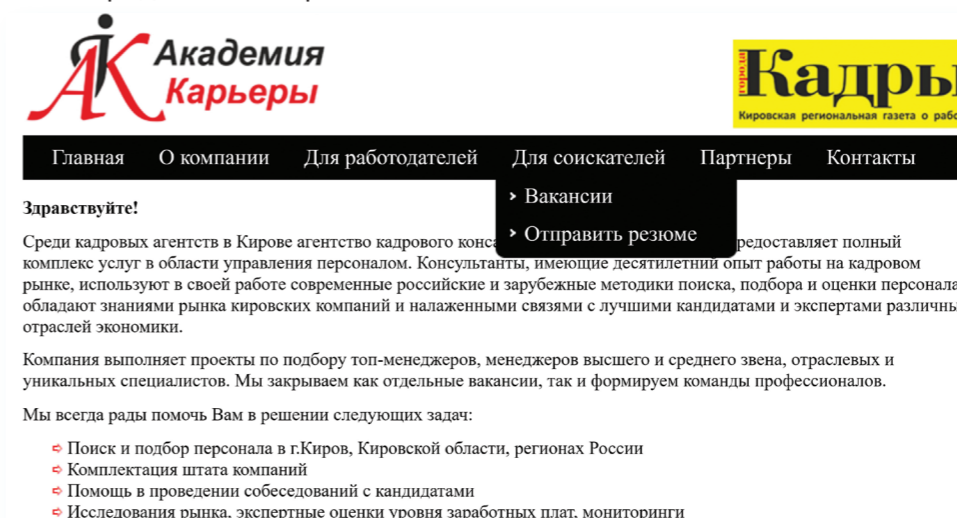 Академия
Карьеры
города
Кадры
Кировская региональная газета о
Главная О компании Для работодателей Для соискателей Партнеры Контакты
Вакансии
Отправить резюме
Здравствуйте!
Среди кадровых агентств в Кирове агентство кадрового полный
комплекс услуг в области управления персоналом. Консультанты, имеющие десятилетний опыт работы на кадровом
рынке, используют в своей работе современные российские и зарубежные методики поиска, подбора и оценки персонала
обладают знаниями рынка кировских компаний и налаженными связями с лучшими кандидатами и экспертами
отраслей экономики.
Компания выполняет проекты по подбору топ-менеджеров, менеджеров высшего и среднего звена, отраслевых и
уникальных специалистов. Мы закрываем как отдельные вакансии, так и формируем команды профессионалов.
Мы всегда рады помочь Вам в решении следующих задач:
Поиск и подбор персонала в г.Киров, Кировской области, регионах России
Комплектация штата компаний
Помощь в проведении собеседований с кандидатами
Исследования рынка, экспертные оценки уровня заработных плат, мониторинги